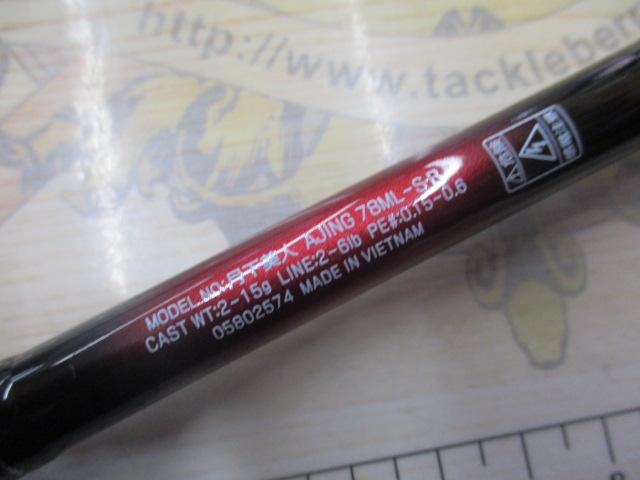 http://www.tackleber
MODEL NO:月下美人 AJING 78ML-S·R
CAST WT:2-15g LINE:2-6lb PE#:0.15-0.6
05802574 MADE IN VIETNAM